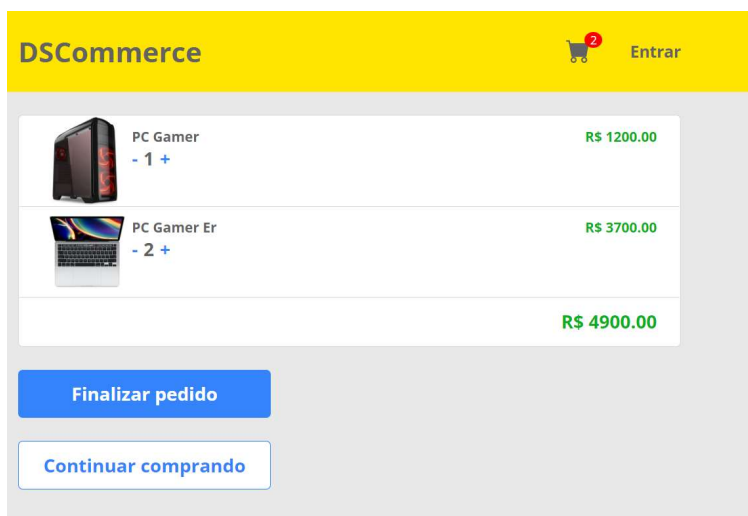 DSCommerce
2
Entrar
PC Gamer
R$ 1200.00
- 1 +
PC Gamer Er
R$ 3700.00
- 2 +
R$ 4900.00
Finalizar pedido
Continuar comprando